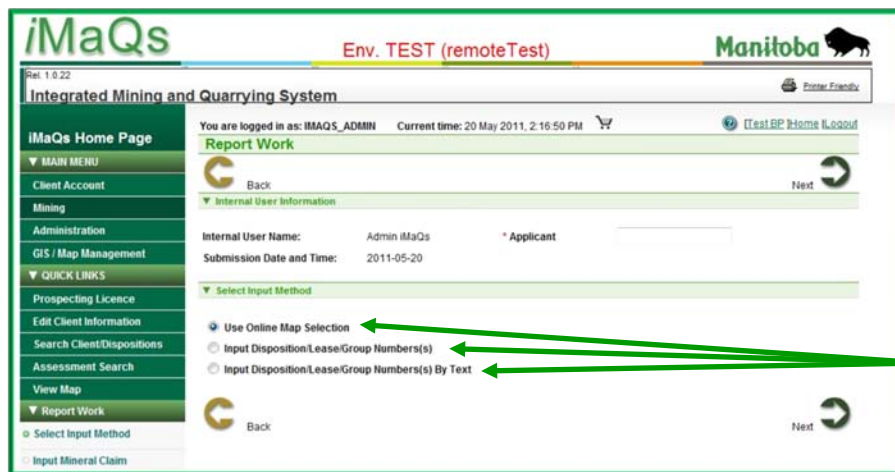 iMaQs
Env. TEST (remoteTest)
Manitoba
Rel. 1.0.22
Integrated Mining and Quarrying System
Printer Friendly
iMaQs Home Page
▼ MAIN MENU
Client Account
Mining
Administration
GIS / Map Management
▼ QUICK LINKS
Prospecting Licence
Edit Client Information
Search Client/Dispositions
Assessment Search
View Map
▼ Report Work
Select Input Method
Input Mineral Claim
You are logged in as: IMAQS_ADMIN Current time: 20 May 2011, 2:16:50 PM
|Test BP |Home |Logout
Report Work
Back
Next
▼ Internal User Information
Internal User Name: Admin iMaQs * Applicant
Submission Date and Time: 2011-05-20
▼ Select Input Method
Use Online Map Selection
Input Disposition/Lease/Group Numbers(s)
Input Disposition/Lease/Group Numbers(s) By Text
Back
Next